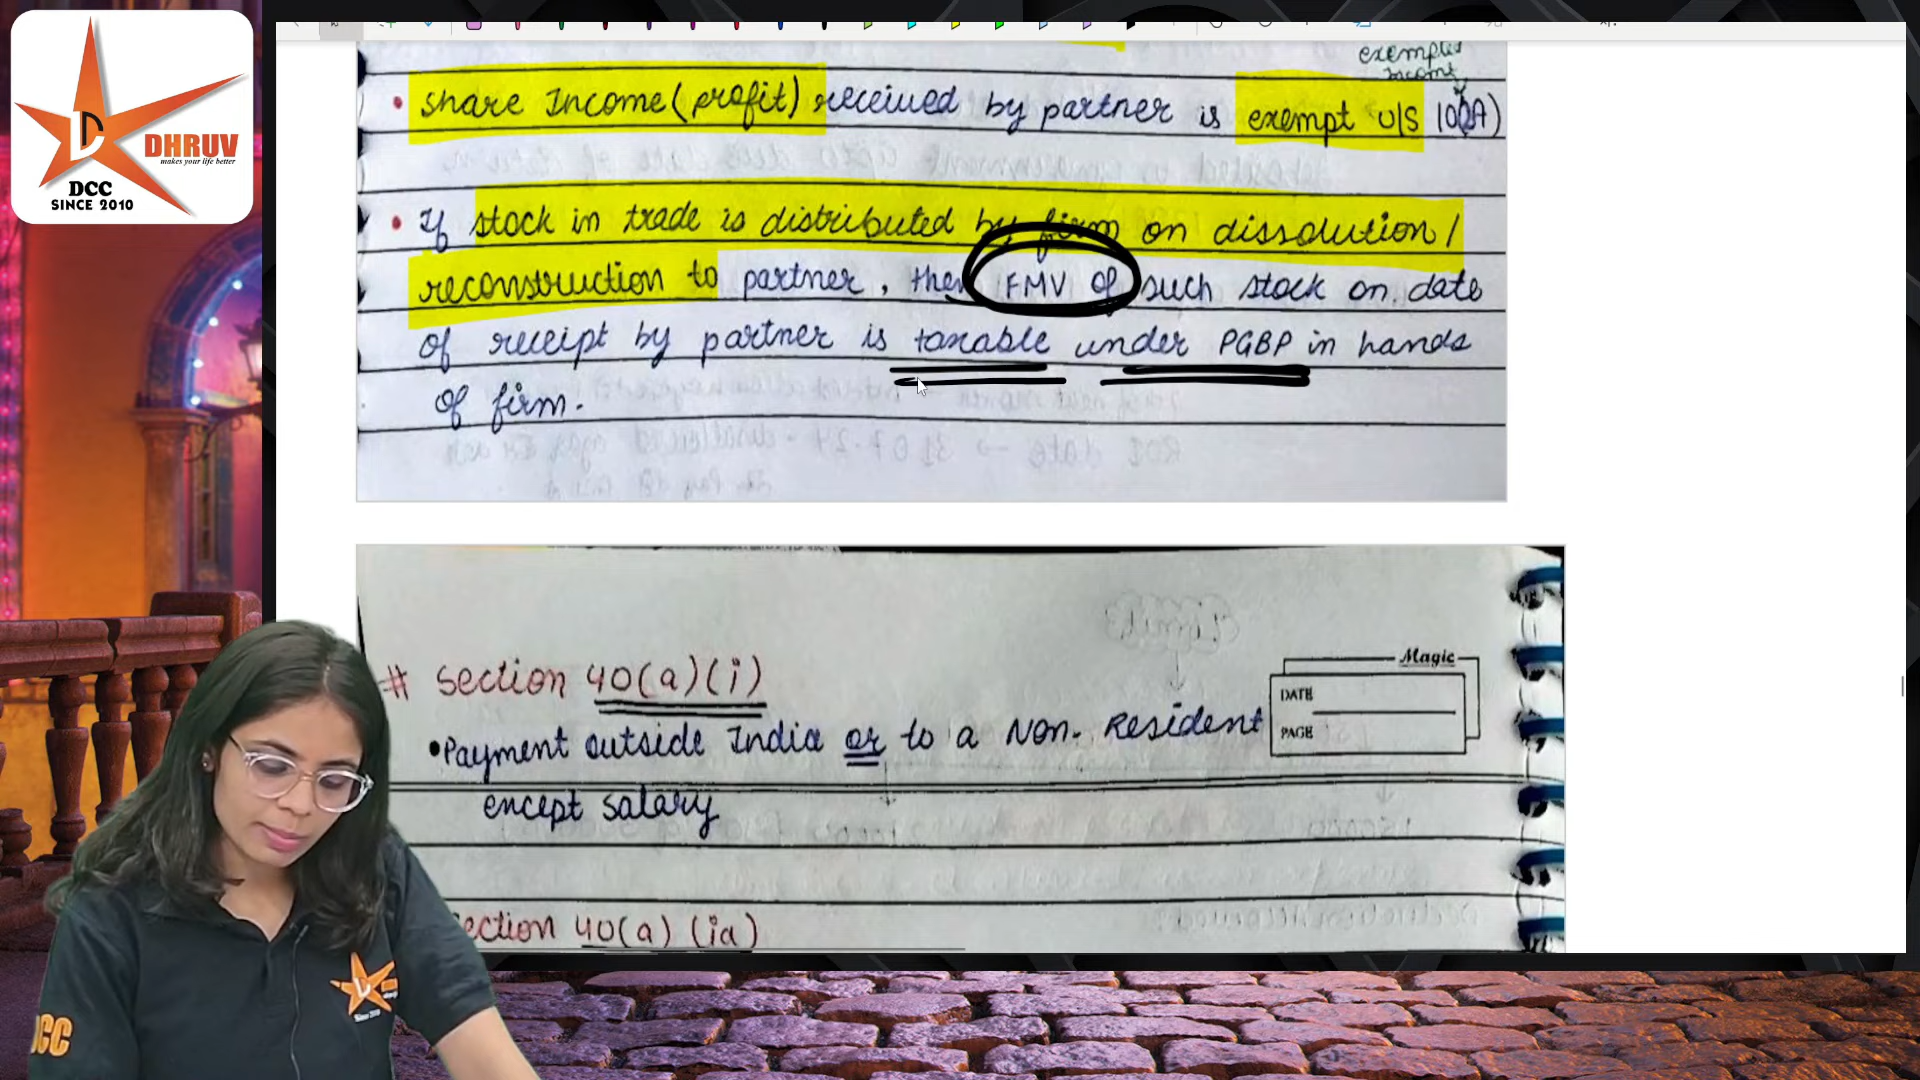 DHRUV
makes your life better
DCC
SINCE 2010
exempted
Income
• Share Income (profit) received by partner is exempt U/S 10(2A)
• If stock in trade is distributed by firm on dissolution /
reconstruction to partner, then FMV of such stock on date
of receipt by partner is taxable under PGBP in hands
of firm.
Magic
DATE
PAGE
# Section 40(a)(i)
• Payment outside India or to a Non-Resident
except salary
ection 40(a) (ia)
DCC